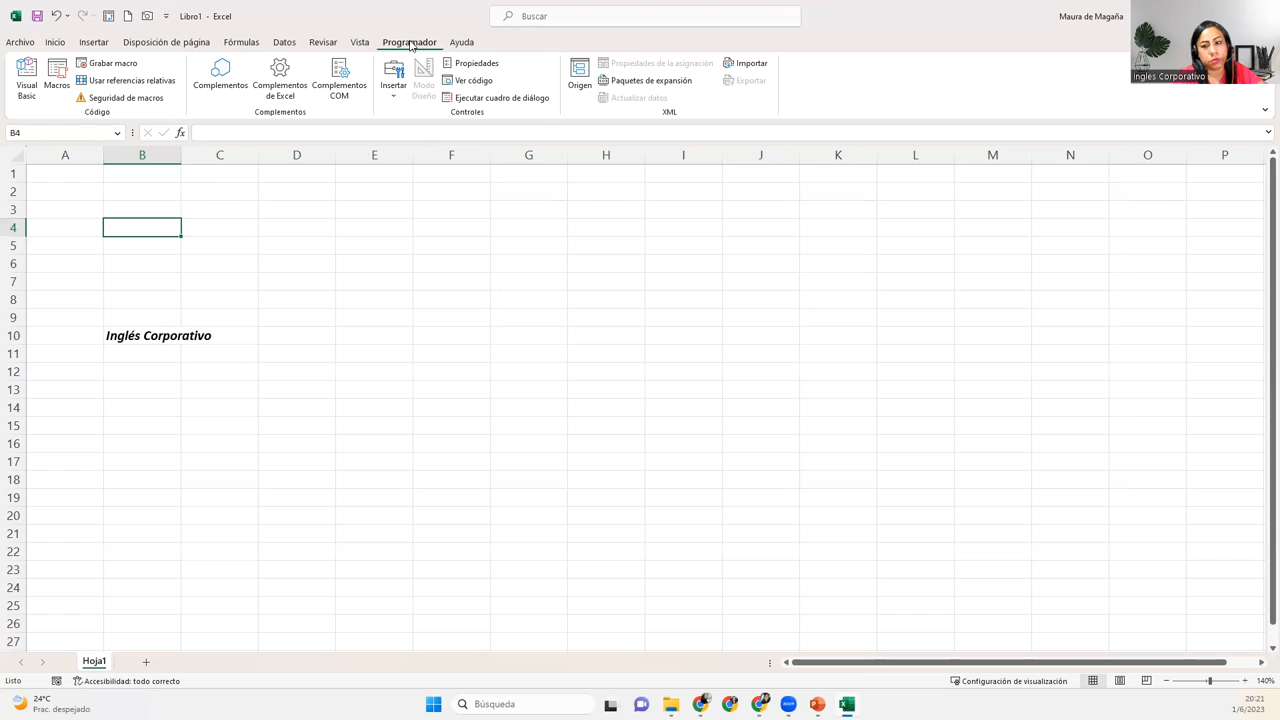 Libro1 - Excel
Buscar
Maura de Magaña
Archivo Inicio Insertar Disposición de página Fórmulas Datos Revisar Vista Programador Ayuda
Visual Basic
Macros
Grabar macro
Usar referencias relativas
Seguridad de macros
Código
Complementos
Complementos de Excel
Complementos COM
Complementos
Insertar
Modo Diseño
Propiedades
Ver código
Ejecutar cuadro de diálogo
Controles
Origen
Propiedades de la asignación
Paquetes de expansión
Actualizar datos
Importar
Exportar
XML
Ingles Corporativo
B4
fx
A B C D E F G H I J K L M N O P
1
2
3
4
5
6
7
8
9
10 Inglés Corporativo
11
12
13
14
15
16
17
18
19
20
21
22
23
24
25
26
27
Hoja1
Listo
Accesibilidad: todo correcto
Configuración de visualización
140%
24°C
Prac. despejado
Búsqueda
zoom
20:21
1/6/2023